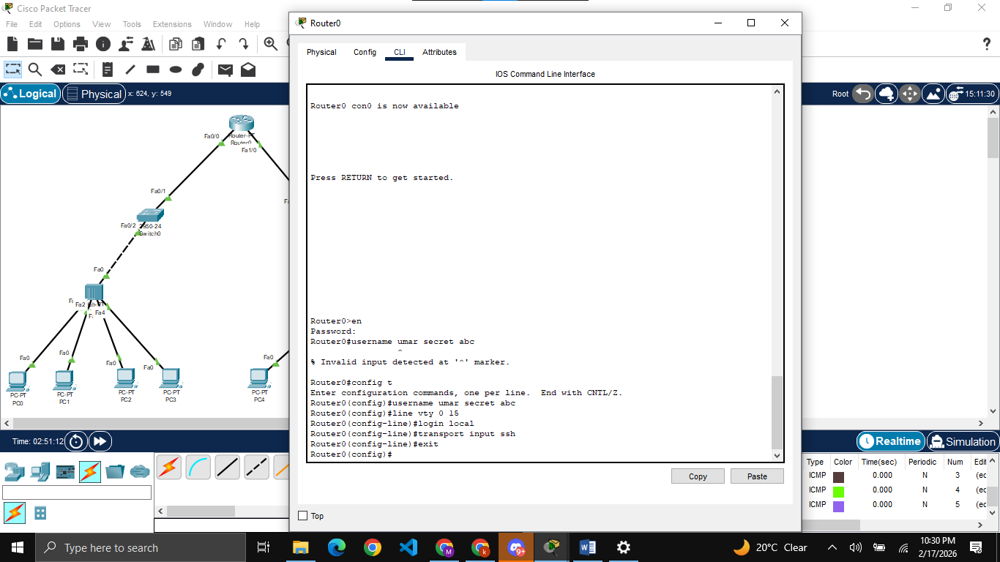 Cisco Packet Tracer
File Edit Options View Tools Extensions Window Help
Logical
Physical
x: 624, y: 549
Root
15:11:30
Router0
Physical Config CLI Attributes
IOS Command Line Interface
Router0 con0 is now available
Press RETURN to get started.
Router0>en
Password:
Router0#username umar secret abc
^
% Invalid input detected at '^' marker.
Router0#config t
Enter configuration commands, one per line.  End with CNTL/Z.
Router0(config)#username umar secret abc
Router0(config)#line vty 0 15
Router0(config-line)#login local
Router0(config-line)#transport input ssh
Router0(config-line)#exit
Router0(config)#
Copy
Paste
Top
Fa0/0
Router-PT
Router0
Fa1/0
Fa0/1
Fa0/2
2950-24
Switch0
Fa0
Fa2
Fa4
Fa0
Fa0
Fa0
Fa0
Fa0
PC-PT
PC0
PC-PT
PC1
PC-PT
PC2
PC-PT
PC3
PC-PT
PC4
Time: 02:51:12
Realtime
Simulation
Type Color Time(sec) Periodic Num Edit
ICMP 0.000 N 3
ICMP 0.000 N 4
ICMP 0.000 N 5
Type here to search
20°C Clear
10:30 PM
2/17/2026